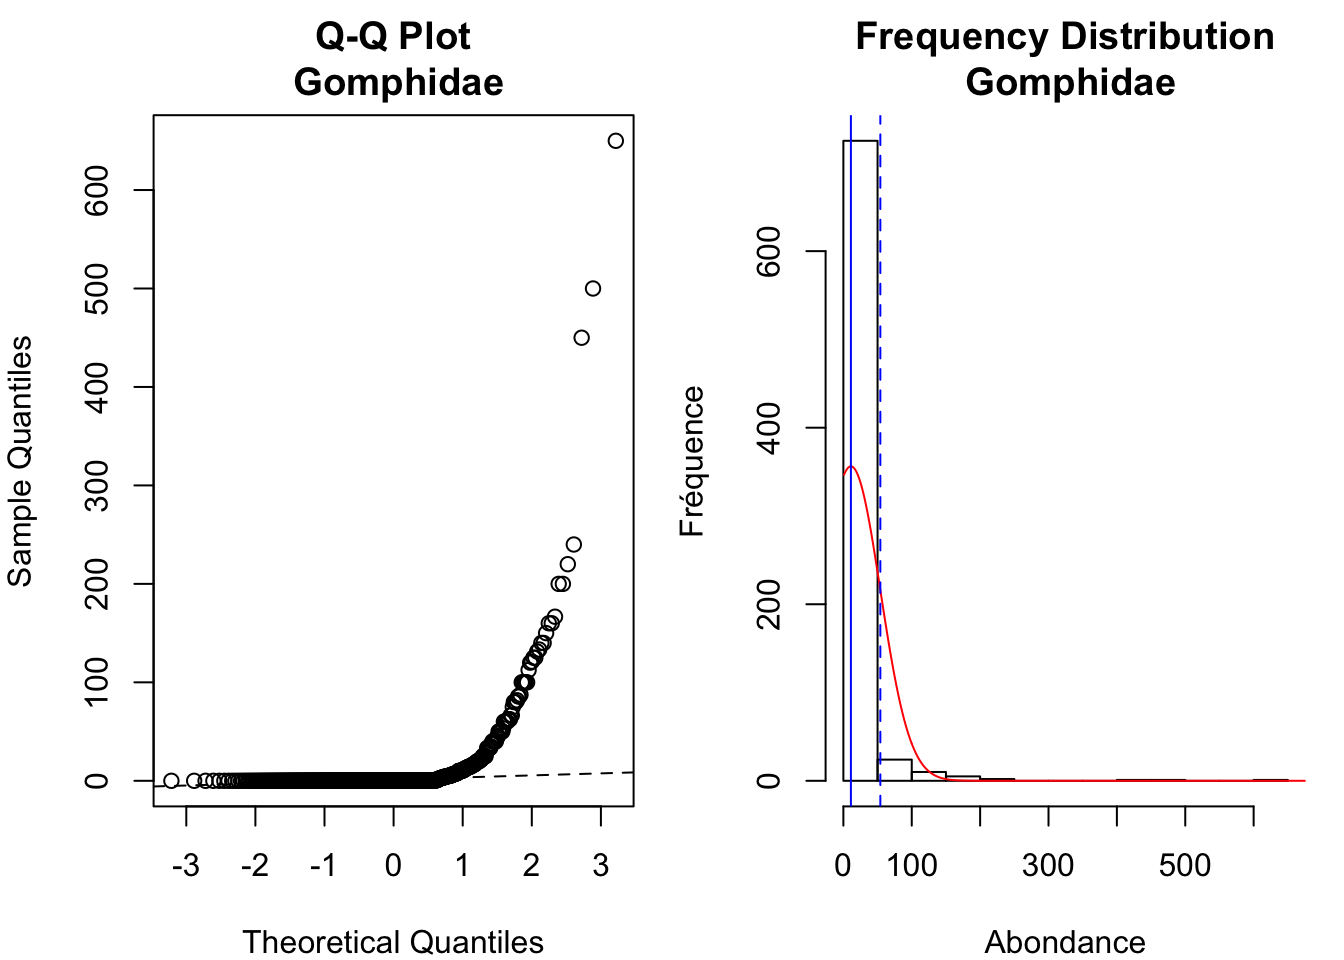 Q-Q Plot
Gomphidae
Sample Quantiles
600
500
400
300
200
100
0
-3 -2 -1 0 1 2 3
Theoretical Quantiles
Frequency Distribution
Gomphidae
Fréquence
600
400
200
0
0 100 300 500
Abondance